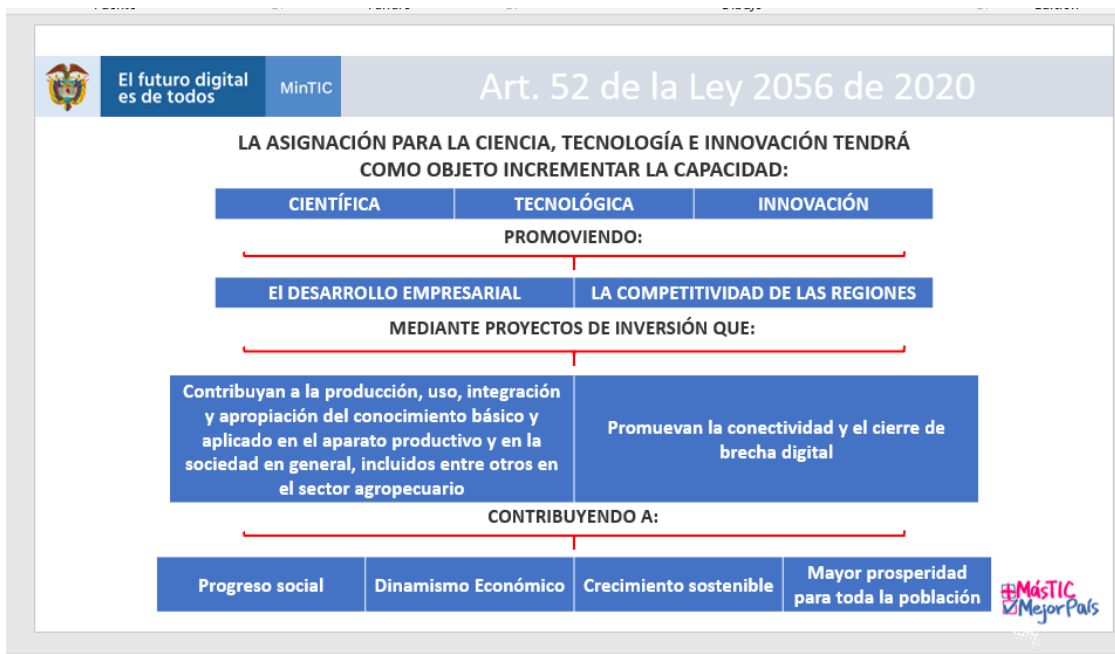 El futuro digital
es de todos
MinTIC
Art. 52 de la Ley 2056 de 2020
LA ASIGNACIÓN PARA LA CIENCIA, TECNOLOGÍA E INNOVACIÓN TENDRÁ
COMO OBJETO INCREMENTAR LA CAPACIDAD:
CIENTÍFICA
TECNOLÓGICA
INNOVACIÓN
PROMOVIENDO:
El DESARROLLO EMPRESARIAL
LA COMPETITIVIDAD DE LAS REGIONES
MEDIANTE PROYECTOS DE INVERSIÓN QUE:
Contribuyan a la producción, uso, integración
y apropiación del conocimiento básico y
aplicado en el aparato productivo y en la
sociedad en general, incluidos entre otros en
el sector agropecuario
Promuevan la conectividad y el cierre de
brecha digital
CONTRIBUYENDO A:
Progreso social
Dinamismo Económico
Crecimiento sostenible
Mayor prosperidad
para toda la población
+MásTIC
MejorPaís